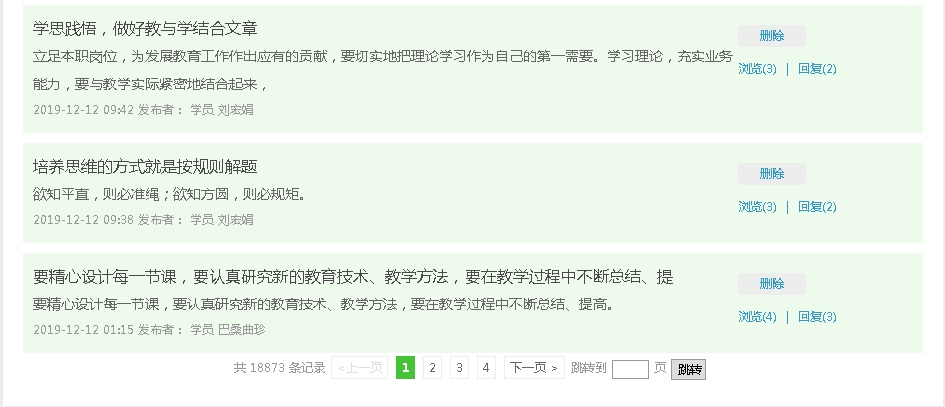 学思践悟，做好教与学结合文章
删除
立足本职岗位，为发展教育工作作出应有的贡献，要切实地把理论学习作为自己的第一需要。学习理论，充实业务
浏览(3) | 回复(2)
能力，要与教学实际紧密地结合起来，
2019-12-12 09:42 发布者： 学员 刘宏娟
培养思维的方式就是按规则解题
删除
欲知平直，则必准绳；欲知方圆，则必规矩。
浏览(3) | 回复(2)
2019-12-12 09:38 发布者： 学员 刘宏娟
要精心设计每一节课，要认真研究新的教育技术、教学方法，要在教学过程中不断总结、提
删除
要精心设计每一节课，要认真研究新的教育技术、教学方法，要在教学过程中不断总结、提高。
浏览(4) | 回复(3)
2019-12-12 01:15 发布者： 学员 巴桑曲珍
共 18873 条记录 <上一页 1 2 3 4 下一页 > 跳转到 页 跳转